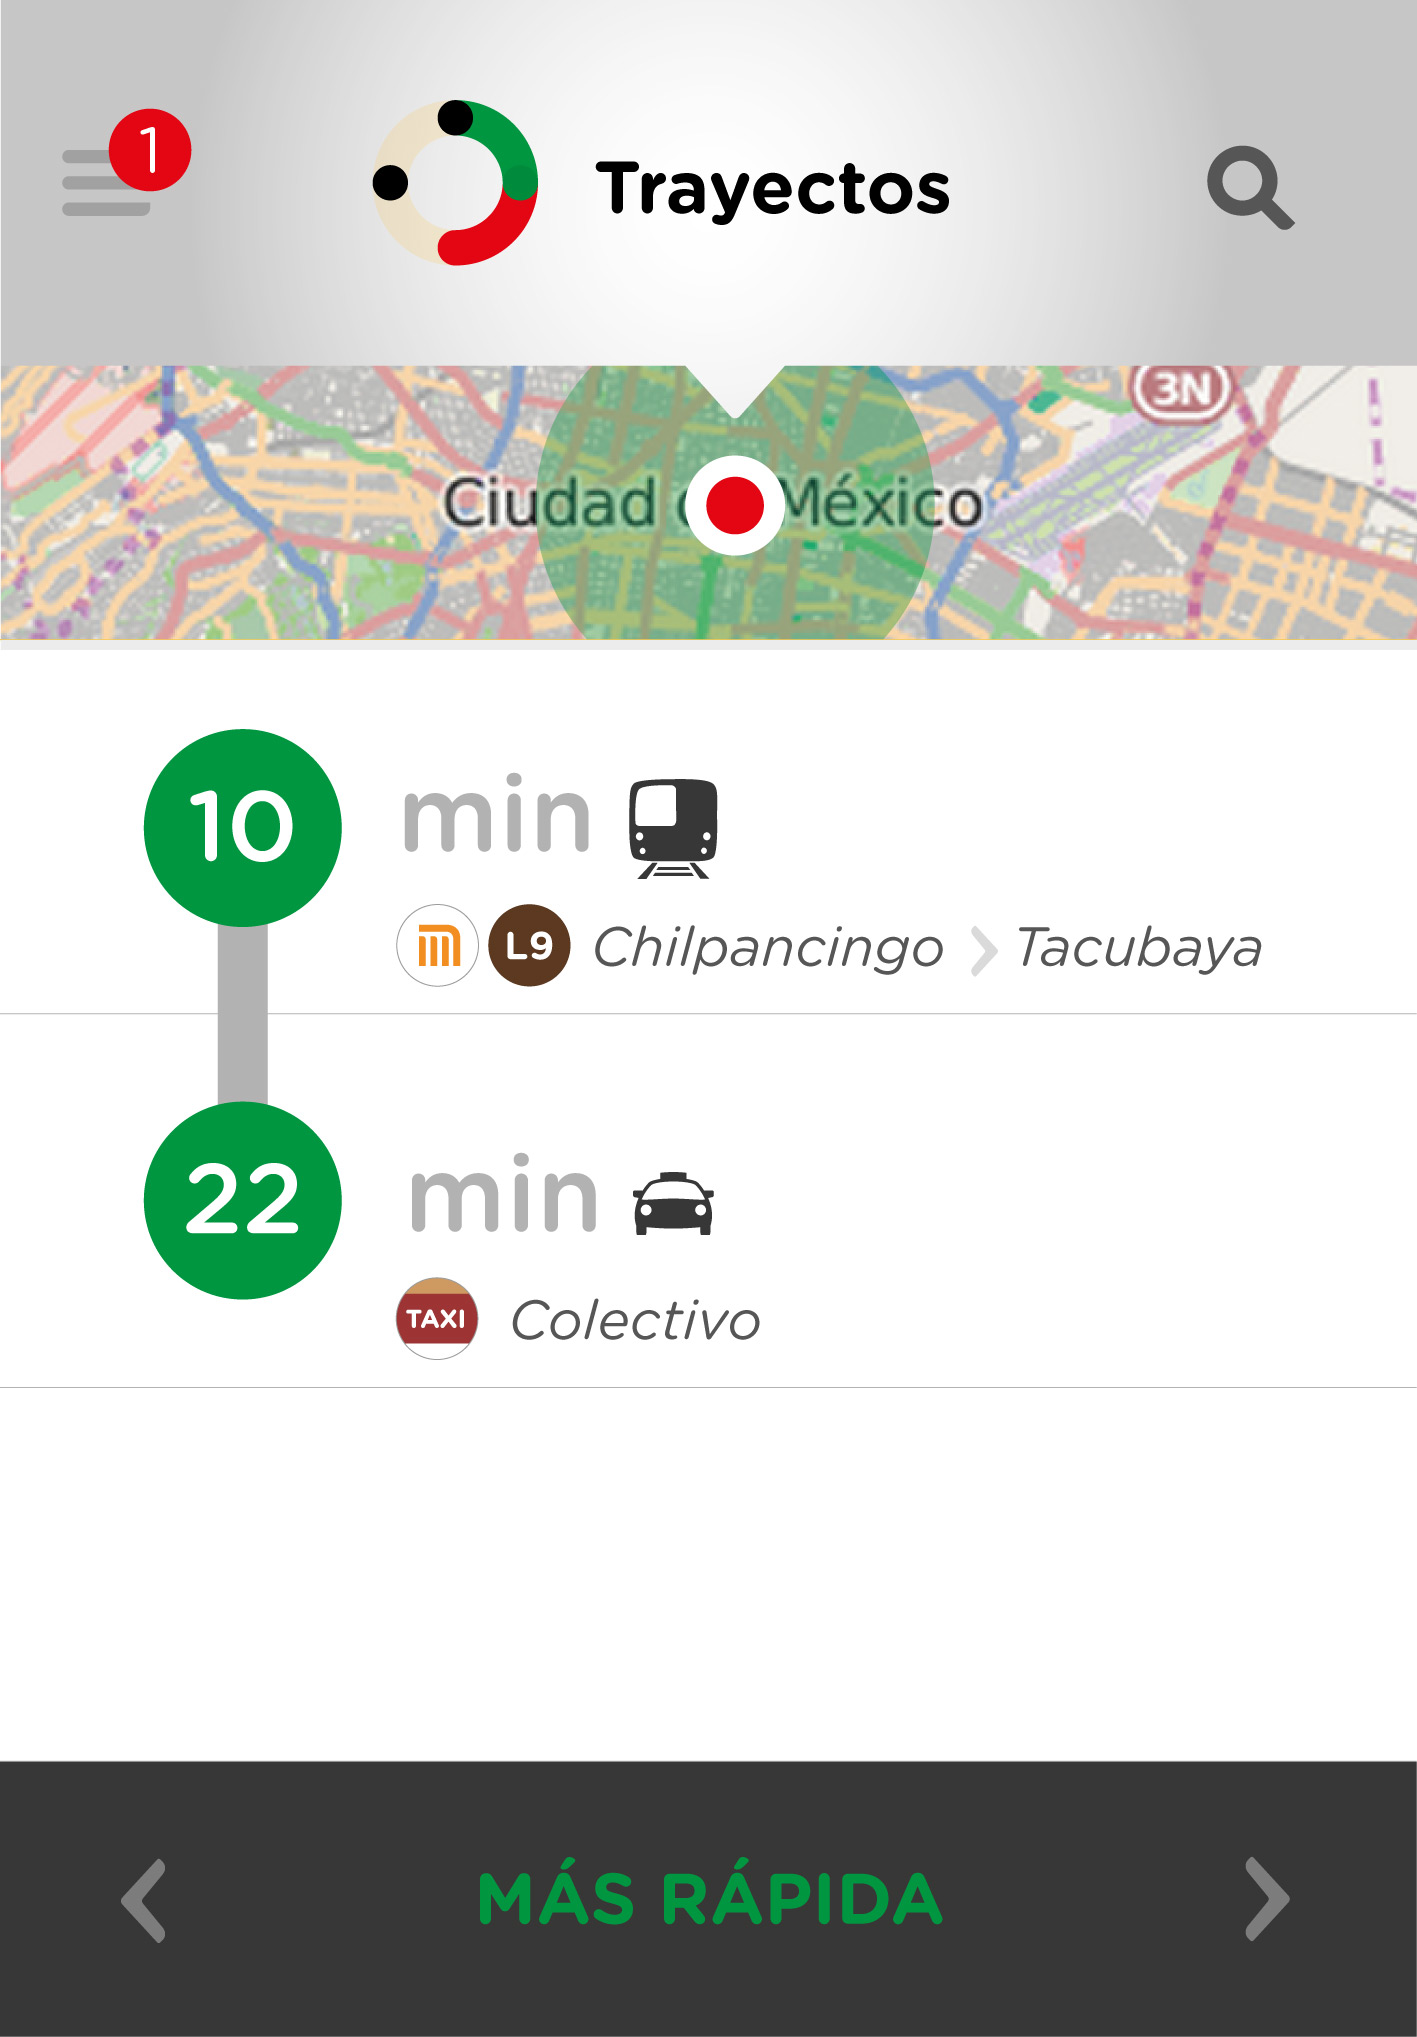 1
Trayectos
3N
Ciudad México
10 min
L9 Chilpancingo Tacubaya
22 min
TAXI Colectivo
MÁS RÁPIDA